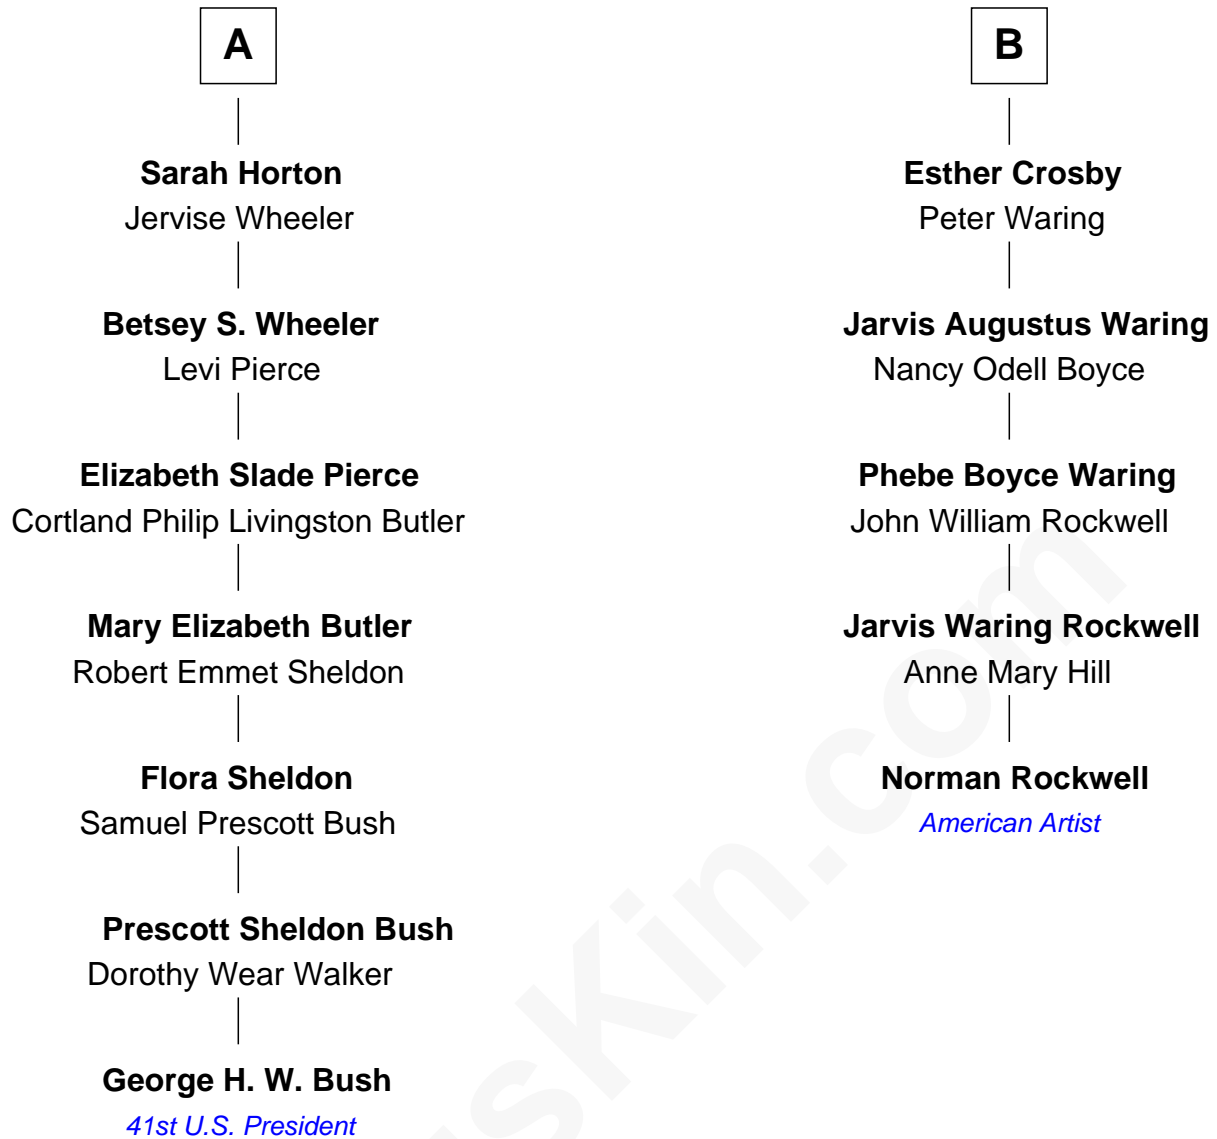 A
Sarah Horton
Jervise Wheeler
Betsey S. Wheeler
Levi Pierce
Elizabeth Slade Pierce
Cortland Philip Livingston Butler
Mary Elizabeth Butler
Robert Emmet Sheldon
Flora Sheldon
Samuel Prescott Bush
Prescott Sheldon Bush
Dorothy Wear Walker
George H. W. Bush
41st U.S. President
B
Esther Crosby
Peter Waring
Jarvis Augustus Waring
Nancy Odell Boyce
Phebe Boyce Waring
John William Rockwell
Jarvis Waring Rockwell
Anne Mary Hill
Norman Rockwell
American Artist